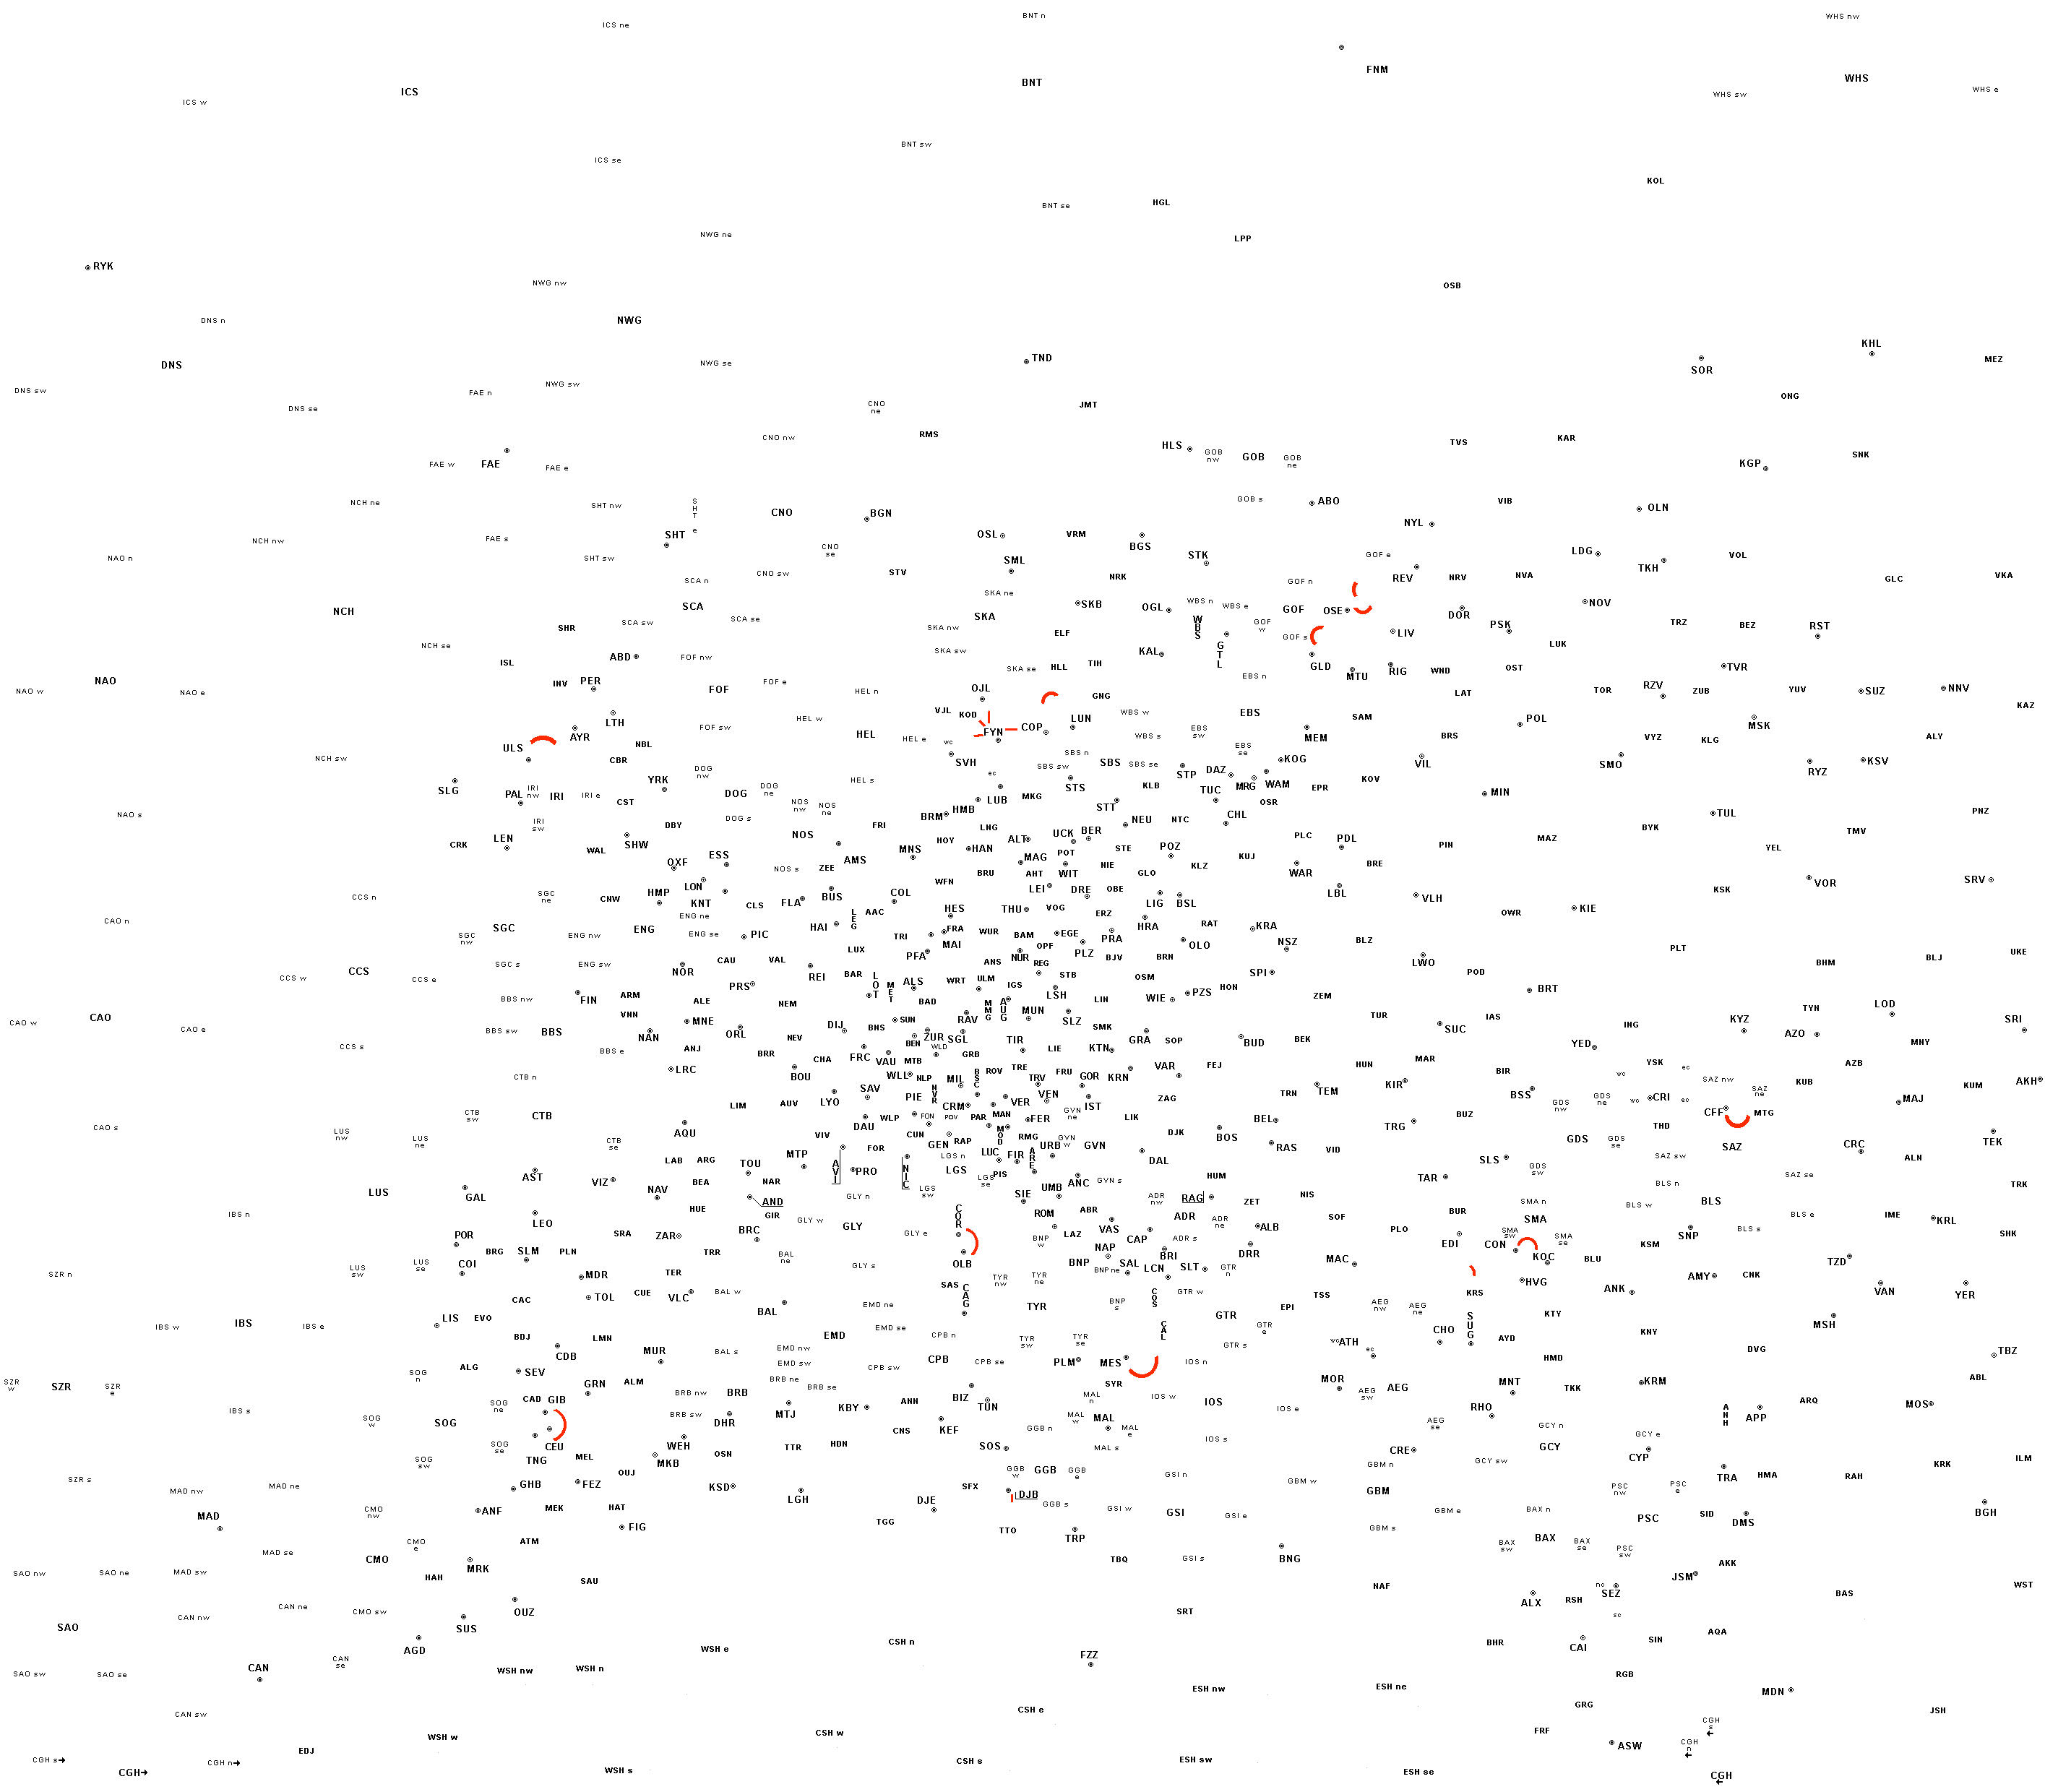 ICS ne
BNT n
WHS nw
FNM
BNT
WHS
ICS
WHS e
WHS sw
ICS w
BNT sw
ICS se
KOL
HGL
BNT se
NWG ne
LPP
RYK
NWG nw
OSB
DNS n
NWG
KHL
TND
MEZ
NWG se
DNS
SOR
NWG sw
DNS sw
FAE n
ONG
CNO
ne
JMT
DNS se
RMS
CNO nw
KAR
TVS
HLS
GOB
nw
SNK
GOB
GOB
ne
FAE w
FAE
FAE e
KGP
GOB s
ABO
VIB
NCH ne
SHT nw
SHT e
OLN
CNO
BGN
NYL
SHT
OSL
VRM
FAE s
NCH nw
BGS
CNO
se
LDG
STK
GOF e
VOL
NAO n
SHT sw
SML
TKH
STV
CNO sw
NRK
REV
NRV
NVA
GLC
VKA
SCA n
GOF n
SKA ne
WBS n
NOV
SKB
OGL
WBS e
GOF
OSE
SCA
NCH
SKA
WBS
DOR
SCA se
SCA sw
GOF
w
TRZ
BEZ
RST
PSK
SHR
SKA nw
ELF
LIV
GOF s
NCH se
LUK
GTL
SKA sw
KAL
ABD
FOF nw
ISL
TIH
HLL
SKA se
GLD
RIG
WND
OST
TVR
MTU
EBS n
NAO
INV
PER
FOF e
FOF
OJL
RZV
NAO w
NAO e
HEL n
GNG
LAT
TOR
ZUB
YUV
SUZ
NNV
KAZ
VJL
KOD
WBS w
EBS
SAM
LUN
HEL w
LTH
FOF sw
COP
FYN
POL
MSK
AYR
HEL
HEL e
wc
WBS s
EBS
sw
MEM
BRS
VYZ
KLG
ALY
ULS
NBL
EBS
se
SBS n
NCH sw
CBR
SVH
SBS
SBS sw
SBS se
KOG
VIL
SMO
KSV
DOG
nw
STP
DAZ
RYZ
ec
YRK
HEL s
KOV
SLG
IRI
nw
IRI
IRI e
DOG
DOG
ne
STS
KLB
MRG
WAM
EPR
PAL
LUB
MKG
TUC
MIN
CST
NOS
nw
NOS
ne
HMB
STT
OSR
BRM
PNZ
TUL
CHL
DOG s
IRI
sw
DBY
FRI
LNG
NEU
NTC
BYK
TMV
LEN
SHW
NOS
HOY
ALT
UCK
BER
PLC
PDL
MAZ
CRK
PIN
WAL
HAN
STE
YEL
ESS
AMS
MNS
MAG
POT
NIE
POZ
KUJ
OXF
NOS s
ZEE
BRU
AHT
WIT
GLO
KLZ
WAR
BRE
LON
WFN
LEI
DRE
OBE
SRV
VOR
CCS n
SGC
ne
CNW
HMP
KNT
BUS
COL
LBL
VLH
KSK
CLS
FLA
LEG
AAC
HES
THU
VOG
ERZ
LIG
BSL
OWR
KIE
CAO n
ENG ne
SGC
HAI
RAT
ENG
HRA
KRA
SGC
nw
ENG nw
ENG se
PIC
TRI
FRA
WUR
BAM
EGE
PRA
BLZ
MAI
OPF
OLO
NSZ
PLT
LUX
PFA
NUR
PLZ
BJV
BRN
UKE
CAU
VAL
ANS
REG
LWO
BHM
BLJ
SGC s
ENG sw
CCS
NOR
REI
BAR
LOT
STB
SPI
POD
CCS w
CCS e
PRS
MET
ALS
WRT
ULM
IGS
OSM
HON
BRT
BBS nw
FIN
ARM
ALE
NEM
BAD
MMG
AUG
LSH
LIN
WIE
PZS
ZEM
TYN
LOD
VNN
MUN
TUR
IAS
CAO
CAO w
CAO e
BBS sw
BBS
MNE
DIJ
BNS
SUN
RAV
SLZ
SMK
SUC
ING
KYZ
SRI
NAN
ORL
NEV
BEN
ZUR
SGL
TIR
GRA
SOP
BEK
AZO
BUD
MNY
CCS s
BBS e
ANJ
BRR
CHA
FRC
VAU
WLD
GRB
LIE
KTN
YED
MTB
HUN
MAR
YSK
AZB
LRC
BOU
WLL
NLP
MIL
BSC
ROV
TRE
FRU
VAR
FEJ
BIR
wc
ec
CTB n
KRN
TRV
GOR
TEM
KIR
SAZ nw
KUB
KUM
AKH
SAV
NVR
VEN
TRN
BSS
SAZ
ne
LYO
PIE
ZAG
CRI
wc
MAJ
LIM
AUV
CRM
VER
IST
GDS
nw
GDS
ne
CFF
MTG
CTB
CTB
sw
WLP
FON
POV
PAR
MAN
FER
GVN
ne
LIK
BEL
BUZ
CAO s
DAU
TRG
THD
LUS
nw
AQU
VIV
CUN
MOD
RMG
DJK
BOS
TEK
LUS
ne
CTB
se
FOR
GEN
RAP
URB
GVN
w
GVN
RAS
VID
GDS
GDS
se
SAZ
CRC
LAB
ARG
MTP
LGS n
LUC
FIR
ARE
DAL
SLS
ALN
TOU
AVI
PRO
NIC
LGS
PIS
GDS
sw
SAZ se
AST
VIZ
BEA
NAR
LGS
se
ANC
GVN s
HUM
TAR
BLS n
TRK
LUS
GAL
NAV
LGS
sw
SIE
UMB
ADR
nw
RAG
ZET
NIS
SMA n
BLS
AND
GLY n
ABR
IBS n
HUE
GIR
COR
ROM
ADR
ADR
ne
SOF
BUR
BLS w
BLS e
IME
KRL
LEO
GLY w
GLY
SMA
POR
SRA
ZAR
BRC
GLY e
BNP
w
LAZ
VAS
CAP
ADR s
ALB
PLO
SMA
sw
SMA
se
SNP
BLS s
SHK
BRG
SLM
PLN
TRR
BAL
ne
NAP
BRI
DRR
EDI
CON
KSM
COI
LUS
sw
LUS
se
GLY s
OLB
BNP
BNP ne
SAL
LCN
SLT
GTR
n
MAC
KOC
BLU
TZD
SZR n
MDR
TER
TYR
nw
TYR
ne
HVG
AMY
CNK
CAC
TOL
CUE
VLC
BAL w
SAS
CAG
COS
GTR w
KRS
ANK
VAN
YER
BAL
EMD ne
TYR
BNP
s
EPI
TSS
AEG
nw
AEG
ne
KTY
IBS
LIS
EVO
GTR
MSH
IBS w
IBS e
EMD se
CAL
GTR
e
CHO
SUG
KNY
BDJ
LMN
EMD
CPB n
TYR
sw
TYR
se
AYD
ATH
wc
ec
MUR
BAL s
EMD nw
GTR s
DVG
TBZ
CDB
CPB
HMD
ALG
EMD sw
CPB sw
CPB se
PLM
MES
IOS n
SOG
n
SEV
BRB ne
MOR
ABL
SZR
w
SZR
SZR
e
GRN
ALM
BRB nw
BRB
BRB se
SYR
AEG
sw
AEG
MNT
TKK
KRM
CAD
GIB
ANN
BIZ
TUN
MAL
n
IOS w
IOS
ARQ
MOS
SOG
ne
KBY
RHO
AHH
APP
IBS s
SOG
w
SOG
BRB sw
DHR
MTJ
KEF
GGB n
MAL
w
MAL
MAL
e
IOS e
AEG
se
GCY n
CEU
WEH
TTR
HDN
CNS
SOS
MAL s
IOS s
GCY e
SOG
se
OSN
CRE
GCY
TNG
MEL
MKB
CYP
ILM
SOG
sw
OUJ
GGB
w
GGB
GGB
e
GBM n
GCY sw
KRK
SZR s
GSI n
GBM w
TRA
HMA
RAH
MAD nw
MAD ne
GHB
FEZ
KSD
LGH
SFX
DJB
GBM
PSC
nw
PSC
e
ANF
MEK
HAT
DJE
GGB s
GSI w
GSI
GSI e
GBM e
BAX n
BGH
MAD
CMO
nw
FIG
TGG
TTO
TRP
GBM s
PSC
SID
DMS
CMO
e
ATM
BAX
sw
BAX
BAX
se
PSC
sw
MAD se
CMO
TBQ
GSI s
BNG
AKK
SAO nw
SAO ne
MAD sw
HAH
MRK
SAU
JSM
NAF
nc
SEZ
WST
BAS
CAN nw
CAN ne
CMO sw
SUS
OUZ
SRT
ALX
RSH
sc
SAO
AGD
WSH e
CSH n
BHR
CAI
SIN
AQA
SAO sw
SAO se
CAN
CAN
se
WSH nw
WSH n
FZZ
RGB
ESH nw
ESH ne
MDN
CAN sw
GRG
JSH
CSH e
CGH
s
WSH w
CSH w
FRF
ASW
CGH
n
CGH s
CGH n
EDJ
CSH s
ESH sw
CGH
WSH s
ESH se
CGH